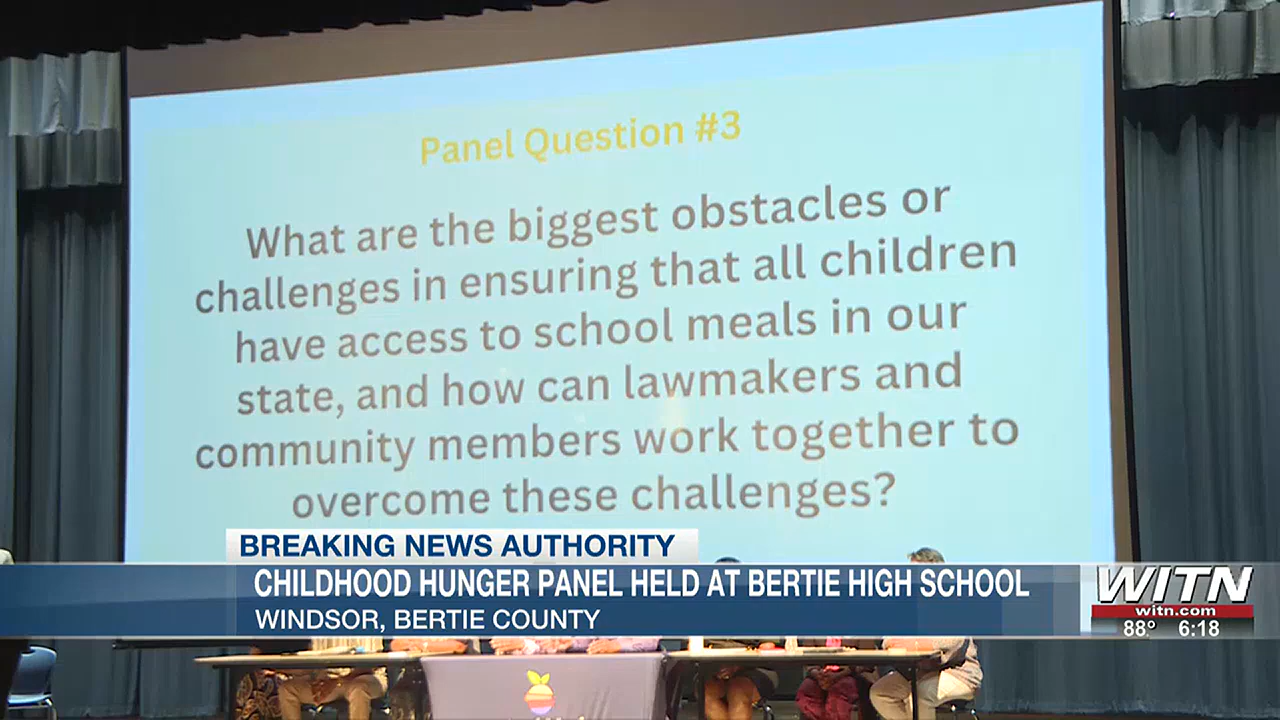 Panel Question #3
What are the biggest obstacles or
challenges in ensuring that all children
have access to school meals in our
state, and how can lawmakers and
community members work together to
overcome these challenges?
BREAKING NEWS AUTHORITY
CHILDHOOD HUNGER PANEL HELD AT BERTIE HIGH SCHOOL
WINDSOR, BERTIE COUNTY
WITN
witn.com
88° 6:18